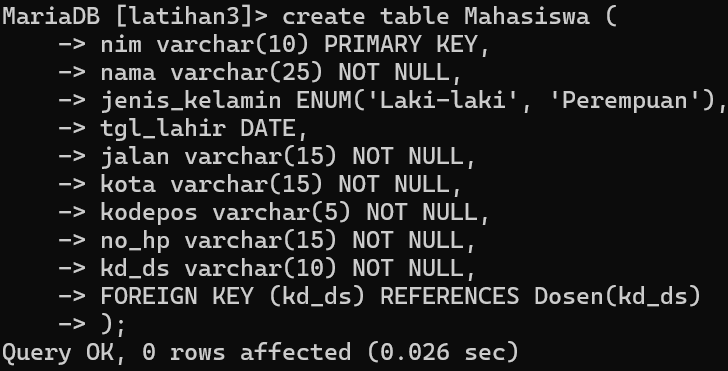 MariaDB [latihan3]> create table Mahasiswa (
    -> nim varchar(10) PRIMARY KEY,
    -> nama varchar(25) NOT NULL,
    -> jenis_kelamin ENUM('Laki-laki', 'Perempuan'),
    -> tgl_lahir DATE,
    -> jalan varchar(15) NOT NULL,
    -> kota varchar(15) NOT NULL,
    -> kodepos varchar(5) NOT NULL,
    -> no_hp varchar(15) NOT NULL,
    -> kd_ds varchar(10) NOT NULL,
    -> FOREIGN KEY (kd_ds) REFERENCES Dosen(kd_ds)
    -> );
Query OK, 0 rows affected (0.026 sec)